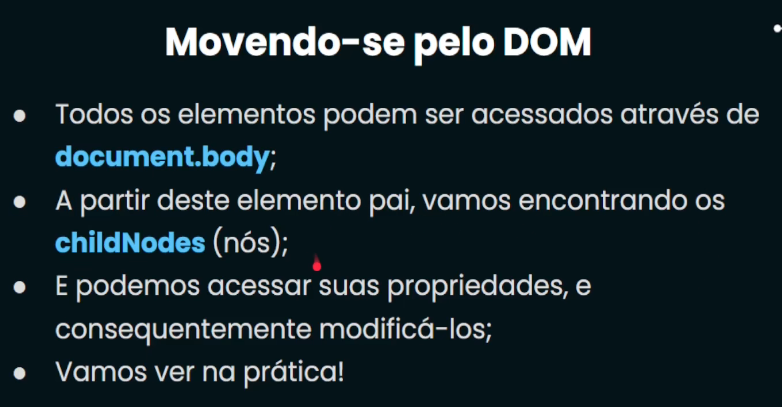 Movendo-se pelo DOM
● Todos os elementos podem ser acessados através de
document.body;
● A partir deste elemento pai, vamos encontrando os
childNodes (nós);
● E podemos acessar suas propriedades, e
consequentemente modificá-los;
● Vamos ver na prática!